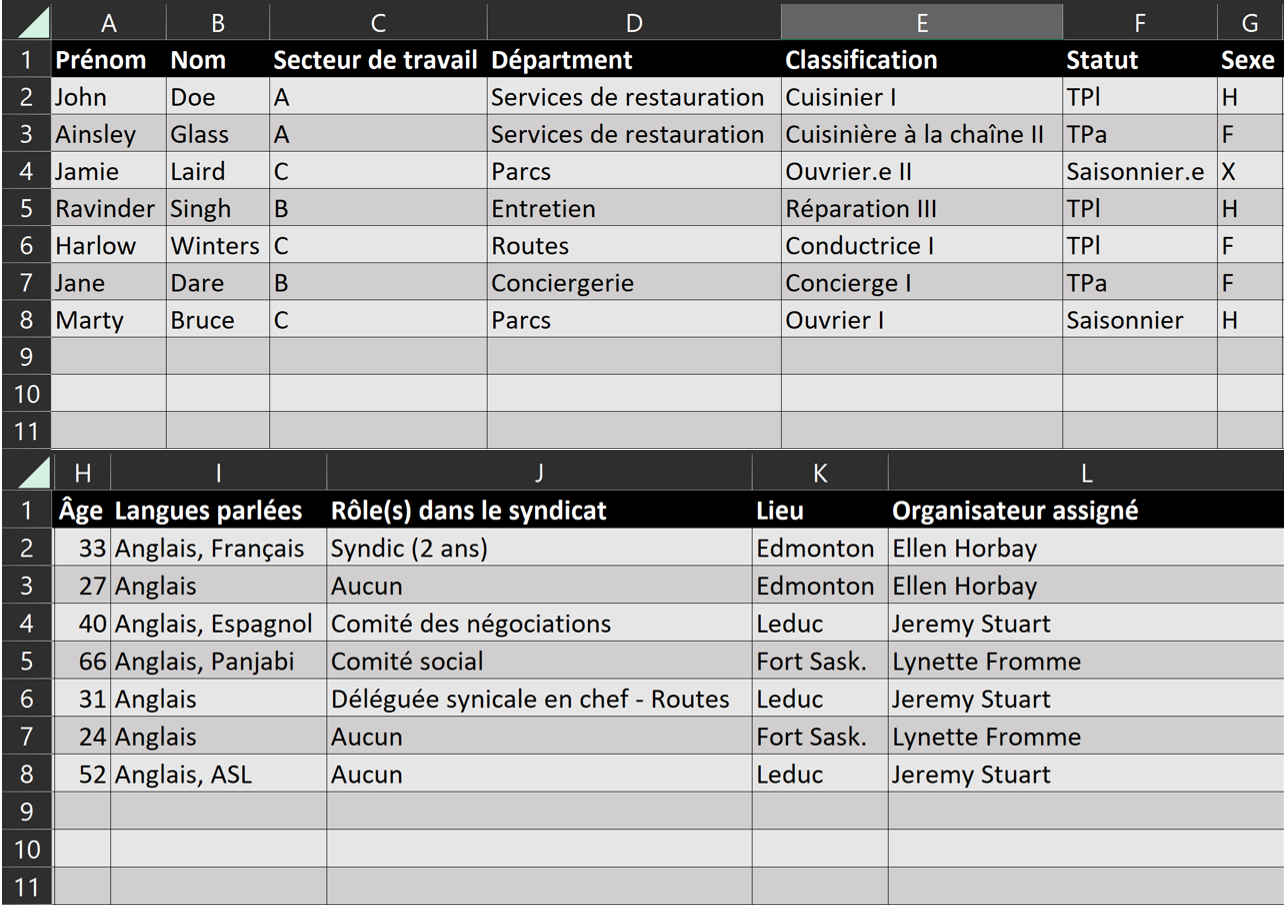 A B C D E F G
1 Prénom Nom Secteur de travail Départment Classification Statut Sexe
2 John Doe A Services de restauration Cuisinier I TPl H
3 Ainsley Glass A Services de restauration Cuisinière à la chaîne II TPa F
4 Jamie Laird C Parcs Ouvrier.e II Saisonnier.e X
5 Ravinder Singh B Entretien Réparation III TPl H
6 Harlow Winters C Routes Conductrice I TPl F
7 Jane Dare B Conciergerie Concierge I TPa F
8 Marty Bruce C Parcs Ouvrier I Saisonnier H
9
10
11
H I J K L
1 Âge Langues parlées Rôle(s) dans le syndicat Lieu Organisateur assigné
2 33 Anglais, Français Syndic (2 ans) Edmonton Ellen Horbay
3 27 Anglais Aucun Edmonton Ellen Horbay
4 40 Anglais, Espagnol Comité des négociations Leduc Jeremy Stuart
5 66 Anglais, Panjabi Comité social Fort Sask. Lynette Fromme
6 31 Anglais Déléguée synicale en chef - Routes Leduc Jeremy Stuart
7 24 Anglais Aucun Fort Sask. Lynette Fromme
8 52 Anglais, ASL Aucun Leduc Jeremy Stuart
9
10
11